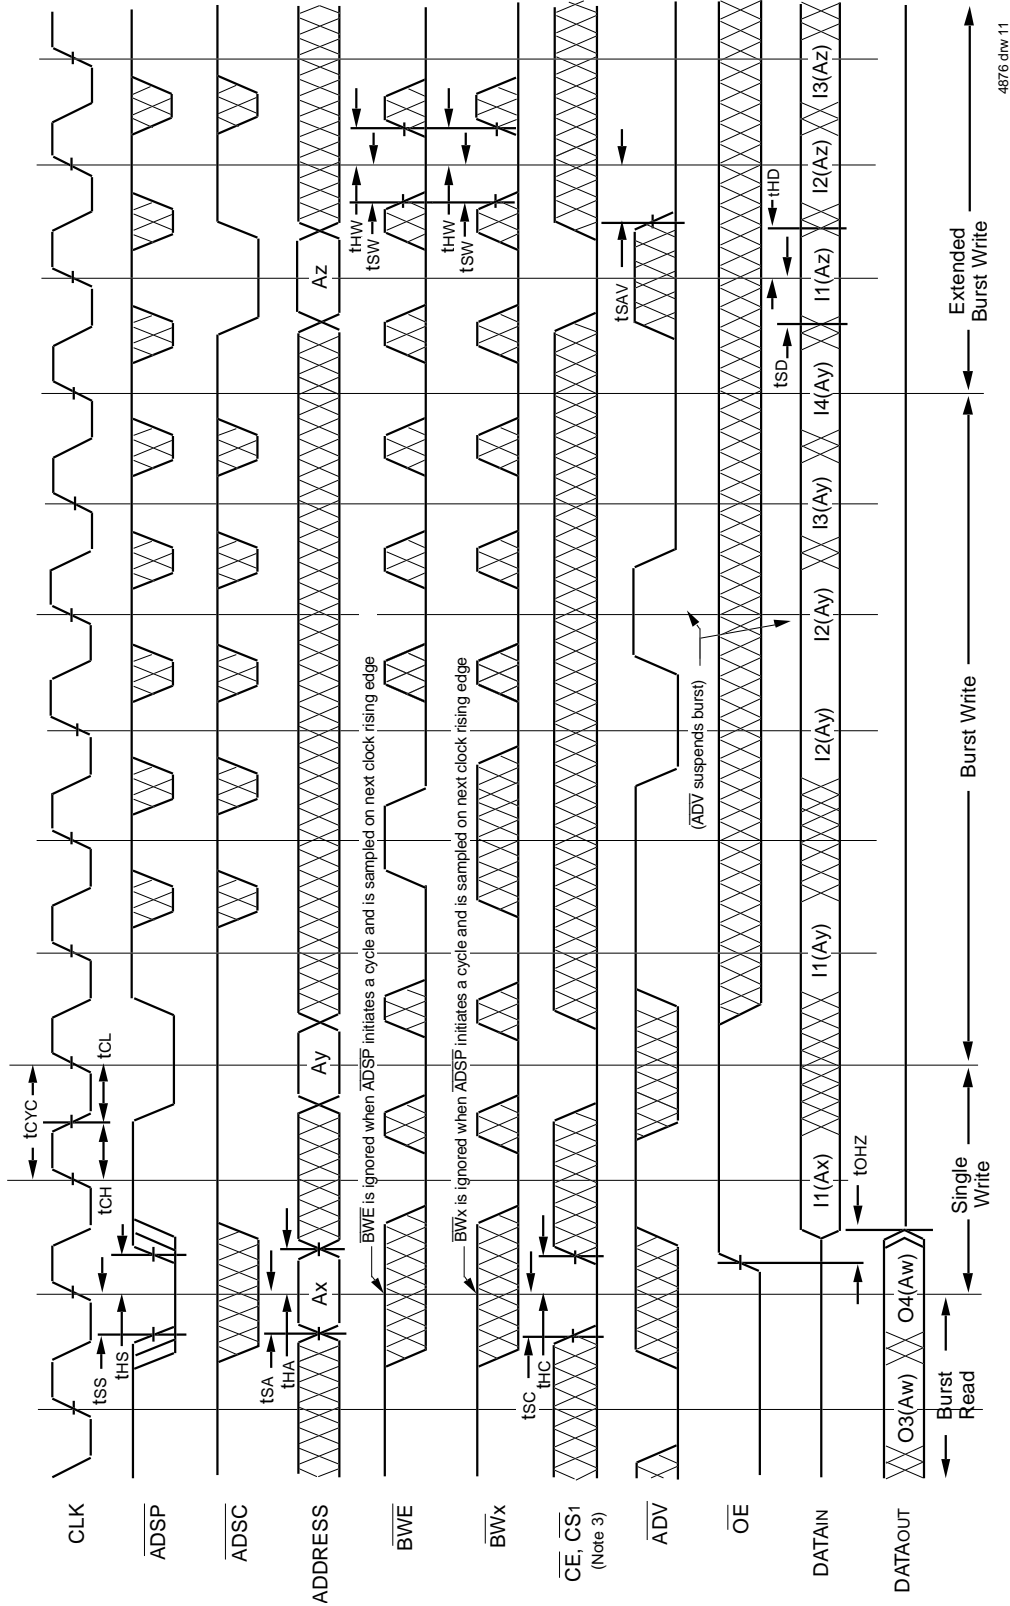 CLK
tSS
tHS
tCH
tCYC
tCL
ADSP
ADSC
ADDRESS
tSA
tHA
Ax
Ay
Az
BWE is ignored when ADSP initiates a cycle and is sampled on next clock rising edge
BWE
tHW
tSW
BWx is ignored when ADSP initiates a cycle and is sampled on next clock rising edge
BWx
tHW
tSW
tSC
tHC
CE, CS1
(Note 3)
ADV
tSAV
(ADV suspends burst)
OE
tSD
tHD
DATAIN
I1(Ax)
I1(Ay)
I2(Ay)
I2(Ay)
I3(Ay)
I4(Ay)
I1(Az)
I2(Az)
I3(Az)
tOHZ
DATAOUT
O3(Aw)
O4(Aw)
Burst
Read
Single
Write
Burst Write
Extended
Burst Write
4876 drw 11